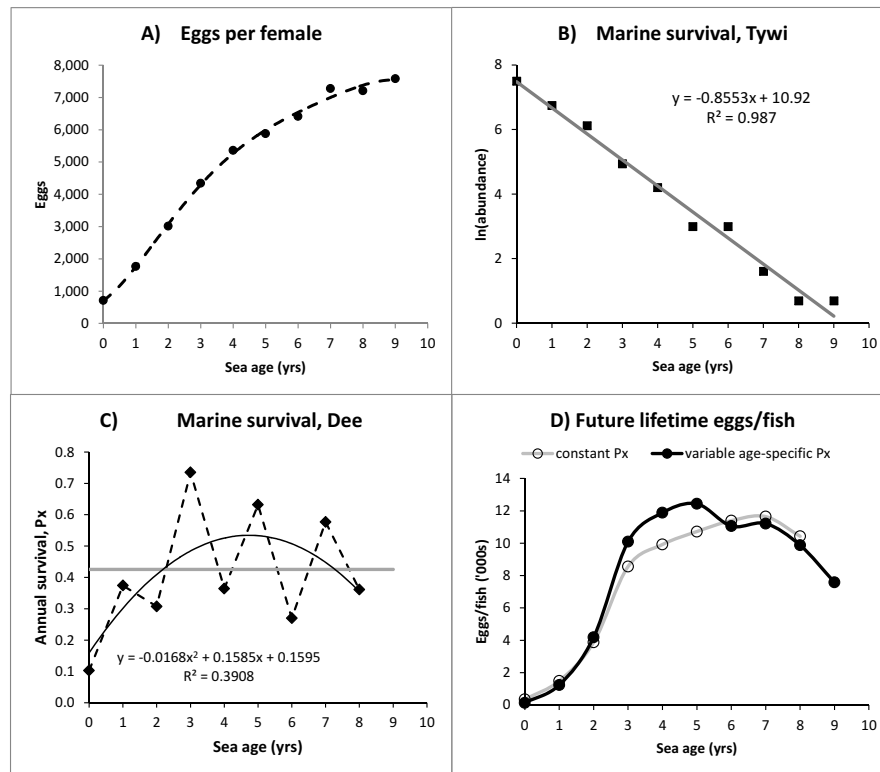 A) Eggs per female
8,000
7,000
6,000
5,000
4,000
3,000
2,000
1,000
0
Eggs
0 1 2 3 4 5 6 7 8 9 10
Sea age (yrs)
B) Marine survival, Tywi
8
6
4
2
0
ln(abundance)
y = -0.8553x + 10.92
R² = 0.987
0 1 2 3 4 5 6 7 8 9 10
Sea age (yrs)
C) Marine survival, Dee
0.8
0.7
0.6
0.5
0.4
0.3
0.2
0.1
0.0
Annual survival, Px
y = -0.0168x² + 0.1585x + 0.1595
R² = 0.3908
0 1 2 3 4 5 6 7 8 9 10
Sea age (yrs)
D) Future lifetime eggs/fish
constant Px variable age-specific Px
14
12
10
8
6
4
2
0
Eggs/fish ('000s)
0 1 2 3 4 5 6 7 8 9 10
Sea age (yrs)